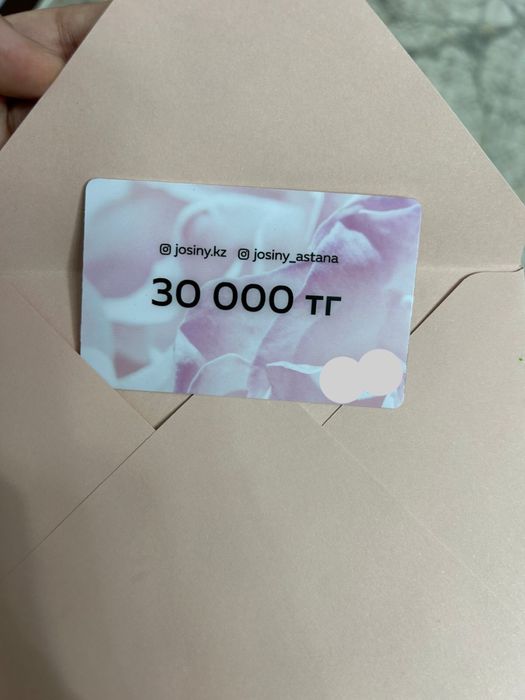 josiny.kz josiny_astana
30 000 тг